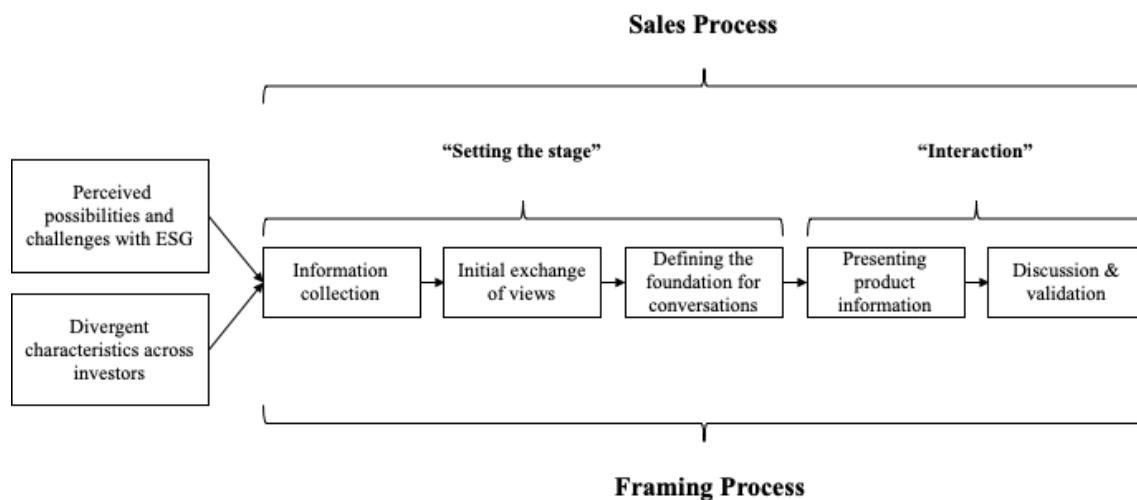 Sales Process
“Setting the stage”
“Interaction”
Perceived
possibilities and
challenges with ESG
Divergent
characteristics across
investors
Information
collection
Initial exchange
of views
Defining the
foundation for
conversations
Presenting
product
information
Discussion &
validation
Framing Process